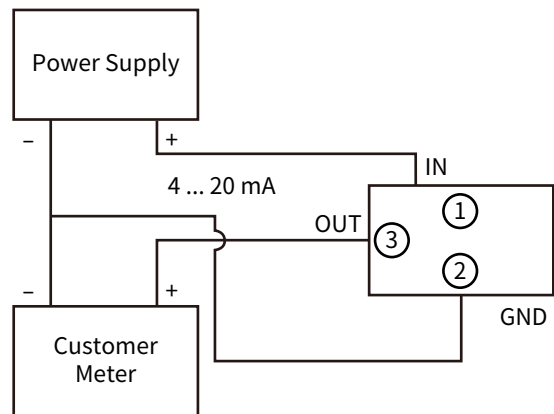 Power Supply
–
+
IN
4 ... 20 mA
1
OUT
3
2
–
+
GND
Customer
Meter